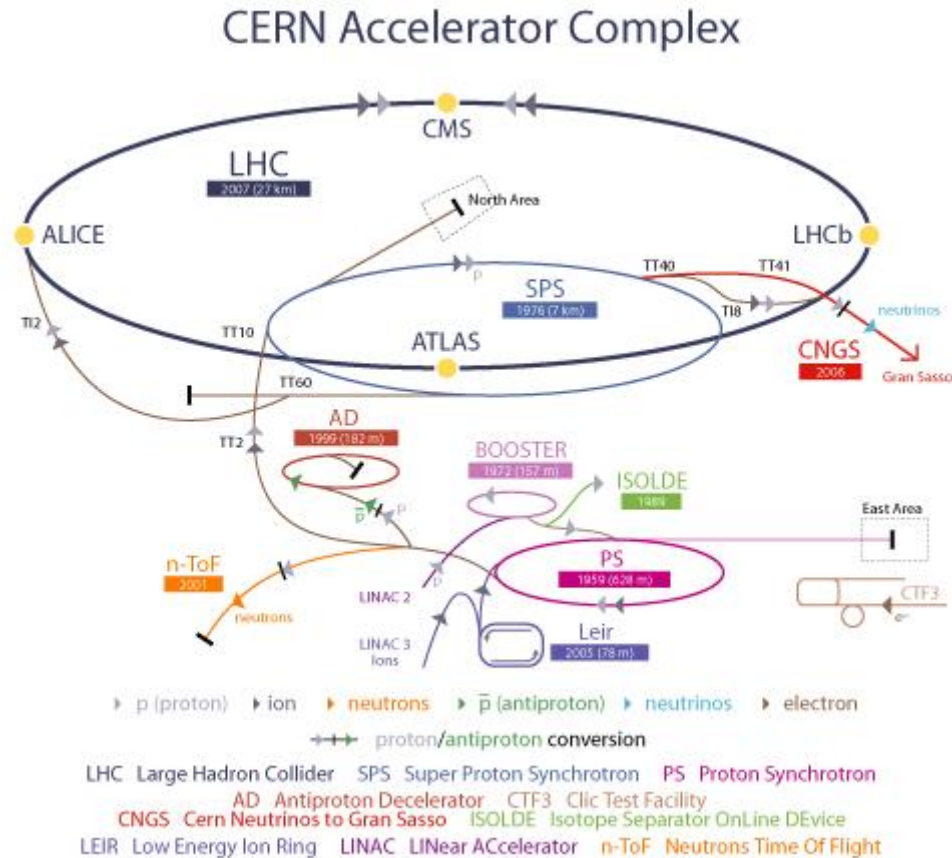 CERN Accelerator Complex
CMS
LHC
2007 (27 km)
North Area
ALICE
LHCb
p
TT40
TT41
SPS
1976 (7 km)
TI8
neutrinos
TI2
TT10
ATLAS
CNGS
2006
Gran Sasso
TT60
AD
1999 (182 m)
TT2
BOOSTER
1972 (157 m)
ISOLDE
1989
p̅
p
East Area
n-ToF
2001
PS
1959 (628 m)
p
LINAC 2
neutrons
CTF3
e-
LINAC 3
Ions
Leir
2005 (78 m)
p (proton)
ion
neutrons
p̅ (antiproton)
neutrinos
electron
proton/antiproton conversion
LHC Large Hadron Collider SPS Super Proton Synchrotron PS Proton Synchrotron
AD Antiproton Decelerator CTF3 Clic Test Facility
CNGS Cern Neutrinos to Gran Sasso ISOLDE Isotope Separator OnLine DEvice
LEIR Low Energy Ion Ring LINAC LINear ACcelerator n-ToF Neutrons Time Of Flight